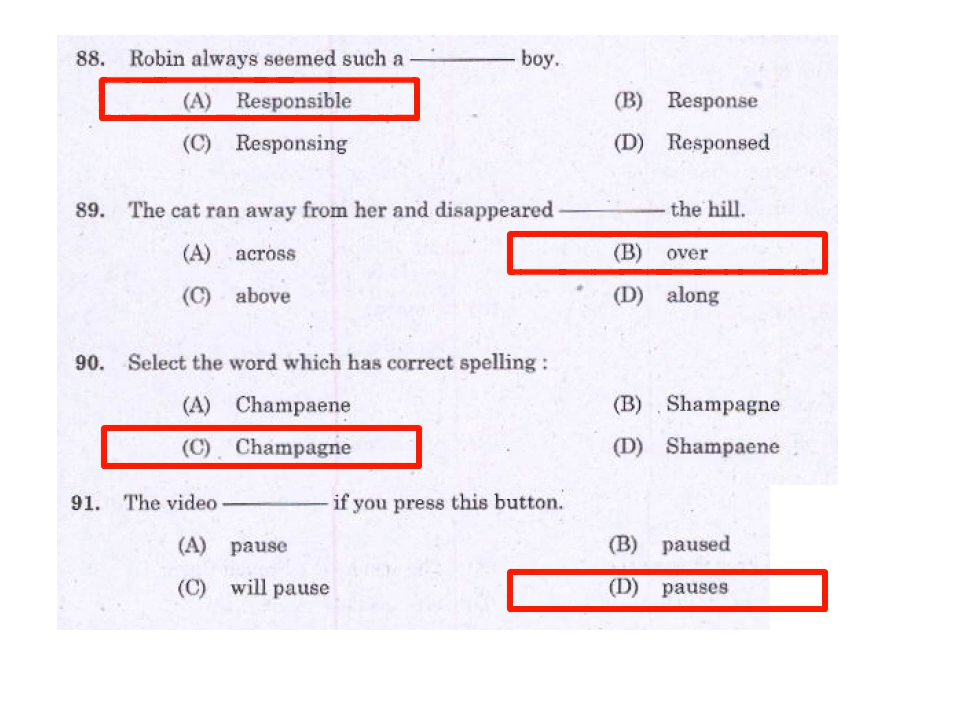 88. Robin always seemed such a ———— boy.
(A) Responsible (B) Response
(C) Responsing (D) Responsed
89. The cat ran away from her and disappeared ———— the hill.
(A) across (B) over
(C) above (D) along
90. Select the word which has correct spelling :
(A) Champaene (B) Shampagne
(C) Champagne (D) Shampaene
91. The video ———— if you press this button.
(A) pause (B) paused
(C) will pause (D) pauses